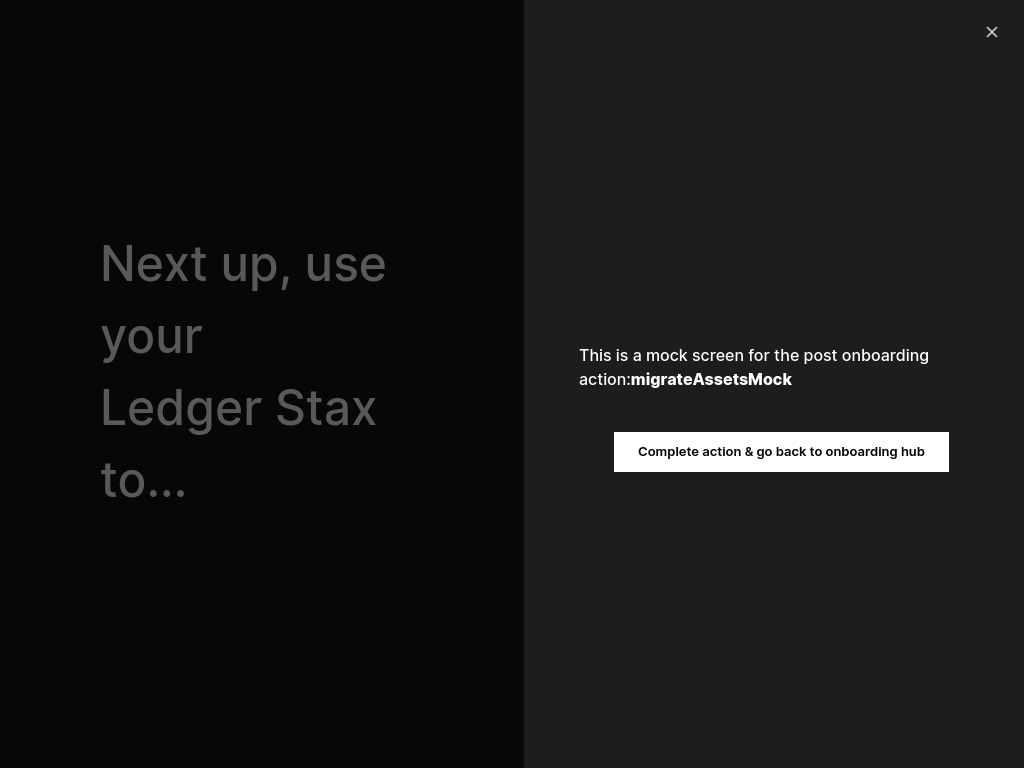 Next up, use
your
Ledger Stax
to...
This is a mock screen for the post onboarding
action:migrateAssetsMock
Complete action & go back to onboarding hub